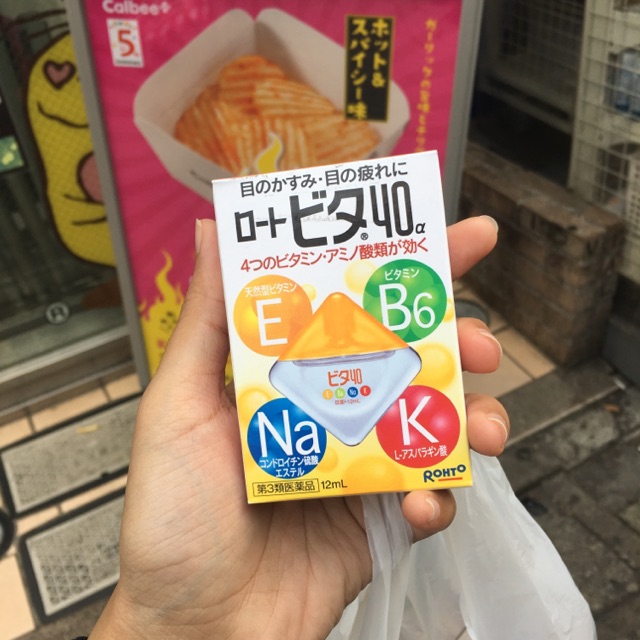 Calbee+
5
ホット&
スパイシー味
目のかすみ・目の疲れに
ロートビタ®40α
4つのビタミン・アミノ酸類が効く
天然型ビタミン
E
ビタミン
B6
ビタ40
E B6 Na K
Na
コンドロイチン硫酸
エステル
K
L-アスパラギン酸
第3類医薬品 12mL
ROHTO
R